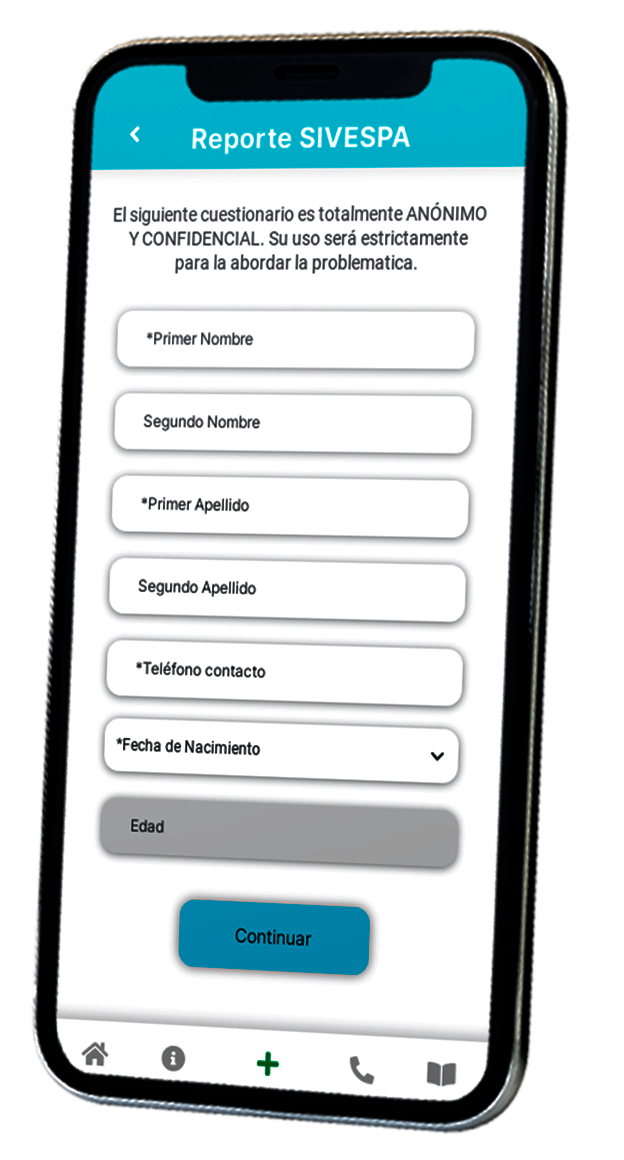 Reporte SIVESPA
El siguiente cuestionario es totalmente ANÓNIMO
Y CONFIDENCIAL. Su uso será estrictamente
para la abordar la problematica.
*Primer Nombre
Segundo Nombre
*Primer Apellido
Segundo Apellido
*Teléfono contacto
*Fecha de Nacimiento
Edad
Continuar